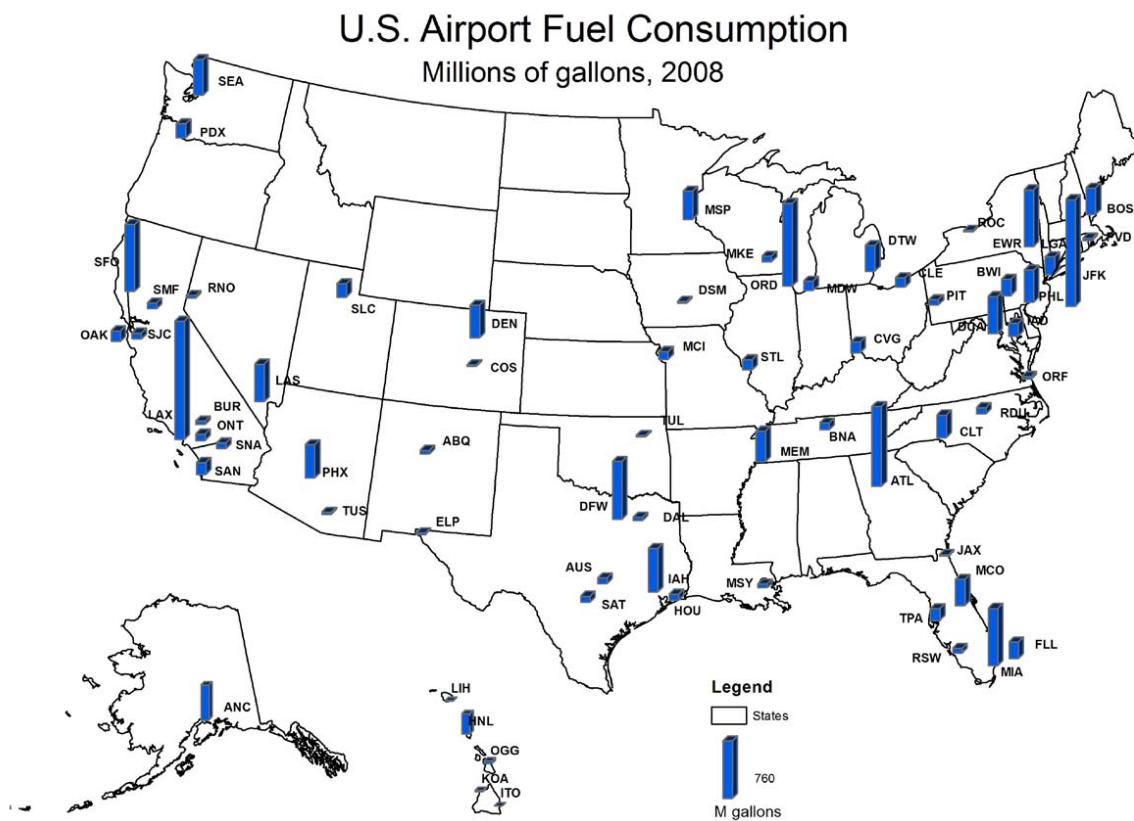 U.S. Airport Fuel Consumption
Millions of gallons, 2008
SEA
PDX
MSP
BOS
ROC
PVD
EWR
LGA
DTW
MKE
SFO
CLE
BWI
JFK
ORD
MDW
SMF
RNO
DSM
PIT
PHL
SLC
DEN
DCA
IAD
OAK
SJC
CVG
MCI
STL
COS
ORF
LAS
BUR
LAX
RDU
ONT
TUL
BNA
CLT
SNA
ABQ
MEM
SAN
PHX
ATL
DFW
TUS
ELP
DAL
JAX
AUS
IAH
MSY
MCO
SAT
HOU
TPA
FLL
RSW
MIA
LIH
Legend
ANC
States
HNL
OGG
KOA
760
ITO
M gallons